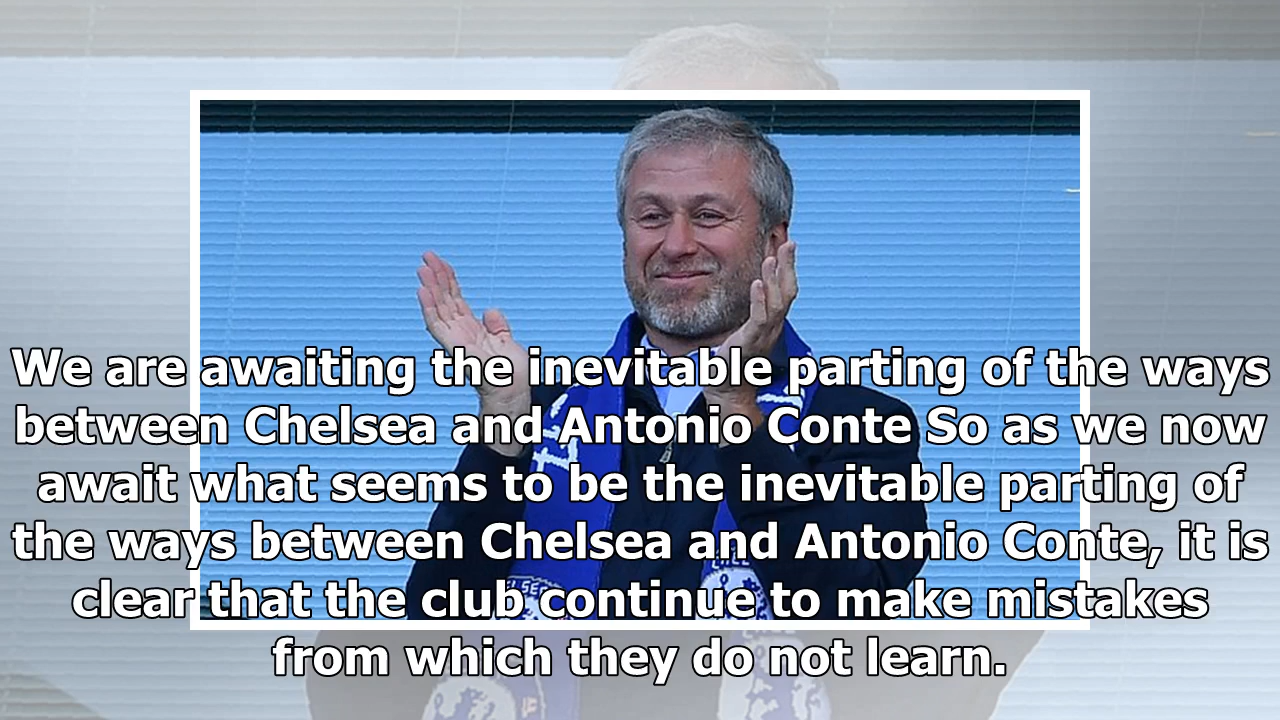 We are awaiting the inevitable parting of the ways
between Chelsea and Antonio Conte So as we now
await what seems to be the inevitable parting of
the ways between Chelsea and Antonio Conte, it is
clear that the club continue to make mistakes
from which they do not learn.